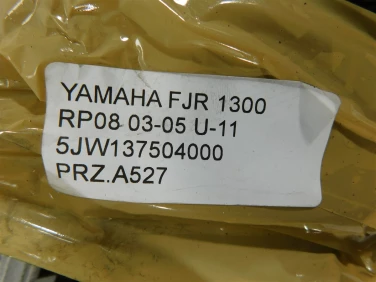 YAMAHA FJR 1300
RP08 03-05 U-11
5JW137504000
PRZ.A527